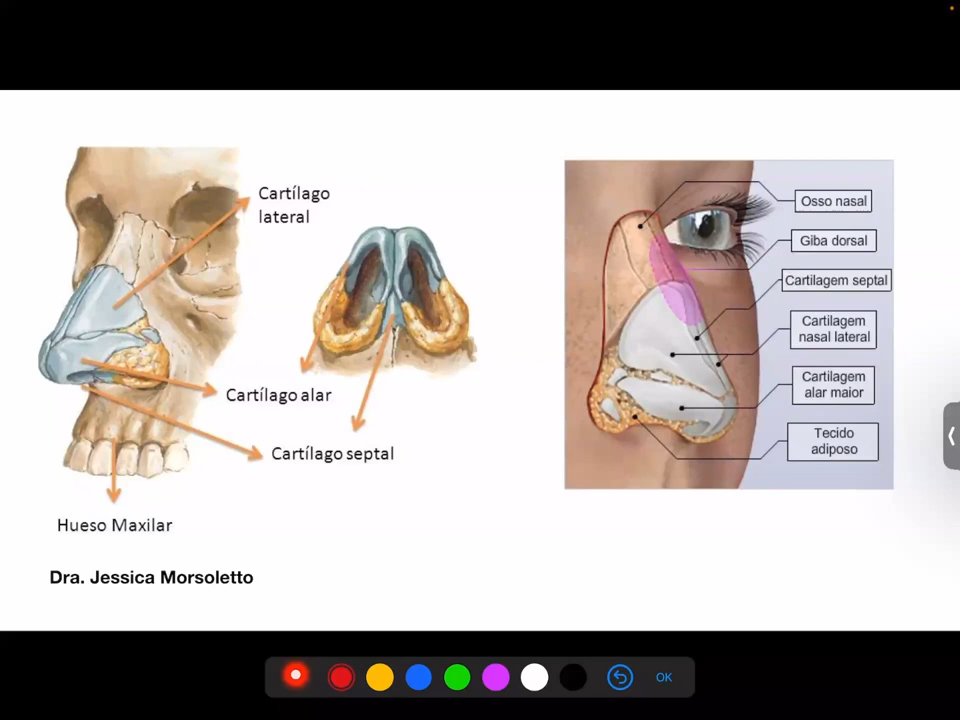 Cartílago
lateral
Cartílago alar
Cartílago septal
Hueso Maxilar
Dra. Jessica Morsoletto
Osso nasal
Giba dorsal
Cartilagem septal
Cartilagem
nasal lateral
Cartilagem
alar maior
Tecido
adiposo
OK